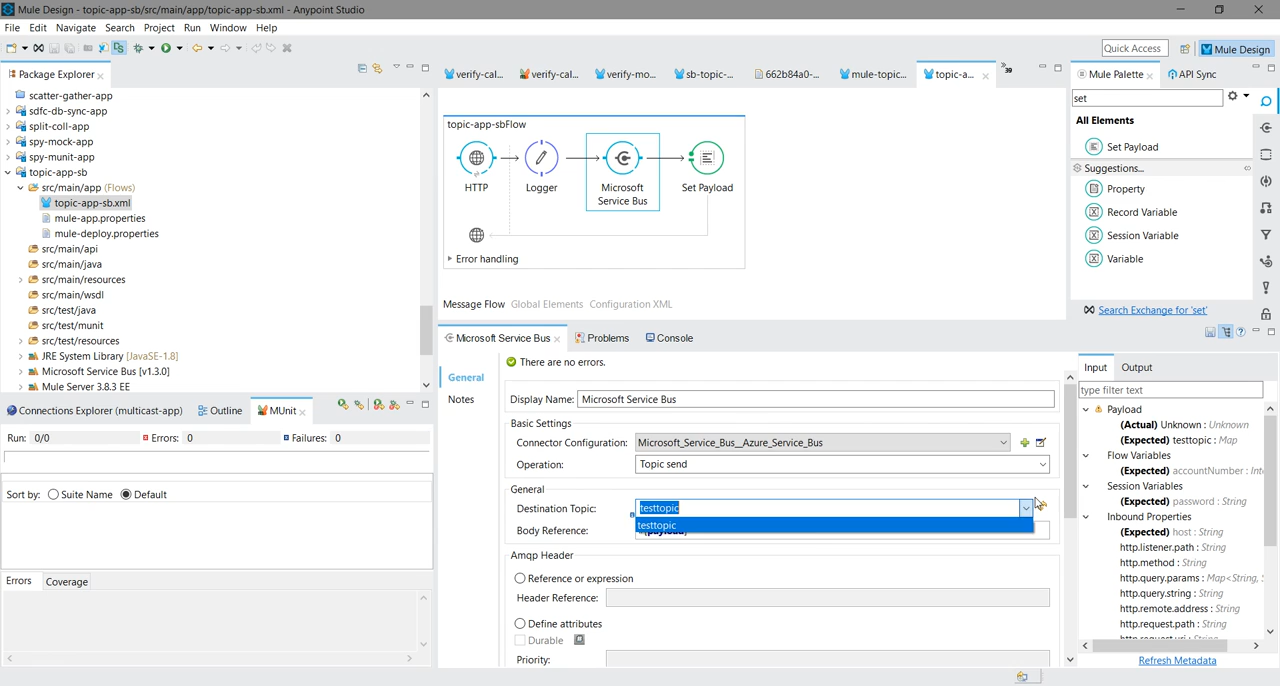 Mule Design - topic-app-sb/src/main/app/topic-app-sb.xml - Anypoint Studio
File Edit Navigate Search Project Run Window Help
Quick Access
Mule Design
Package Explorer
scatter-gather-app
sdfc-db-sync-app
split-coll-app
spy-mock-app
spy-munit-app
topic-app-sb
src/main/app (Flows)
topic-app-sb.xml
mule-app.properties
mule-deploy.properties
src/main/api
src/main/java
src/main/resources
src/main/wsdl
src/test/java
src/test/munit
src/test/resources
JRE System Library [JavaSE-1.8]
Microsoft Service Bus [v1.3.0]
Mule Server 3.8.3 EE
Connections Explorer (multicast-app)
Outline
MUnit
Run: 0/0
Errors: 0
Failures: 0
Sort by: Suite Name Default
Errors Coverage
verify-cal...
verify-cal...
verify-mo...
sb-topic-...
662b84a0-...
mule-topic...
topic-a...
39
topic-app-sbFlow
HTTP
Logger
Microsoft
Service Bus
Set Payload
Error handling
Message Flow Global Elements Configuration XML
Mule Palette
API Sync
set
All Elements
Set Payload
Suggestions...
Property
Record Variable
Session Variable
Variable
Search Exchange for 'set'
Microsoft Service Bus
Problems
Console
General
Notes
There are no errors.
Display Name: Microsoft Service Bus
Basic Settings
Connector Configuration: Microsoft_Service_Bus__Azure_Service_Bus
Operation: Topic send
General
Destination Topic: testtopic
testtopic
Body Reference:
Amqp Header
Reference or expression
Header Reference:
Define attributes
Durable
Priority:
Input Output
type filter text
Payload
(Actual) Unknown : Unknown
(Expected) testtopic : Map
Flow Variables
(Expected) accountNumber : Int
Session Variables
(Expected) password : String
Inbound Properties
(Expected) host : String
http.listener.path : String
http.method : String
http.query.params : Map<String, S
http.query.string : String
http.remote.address : String
http.request.path : String
http.request.uri : String
Refresh Metadata